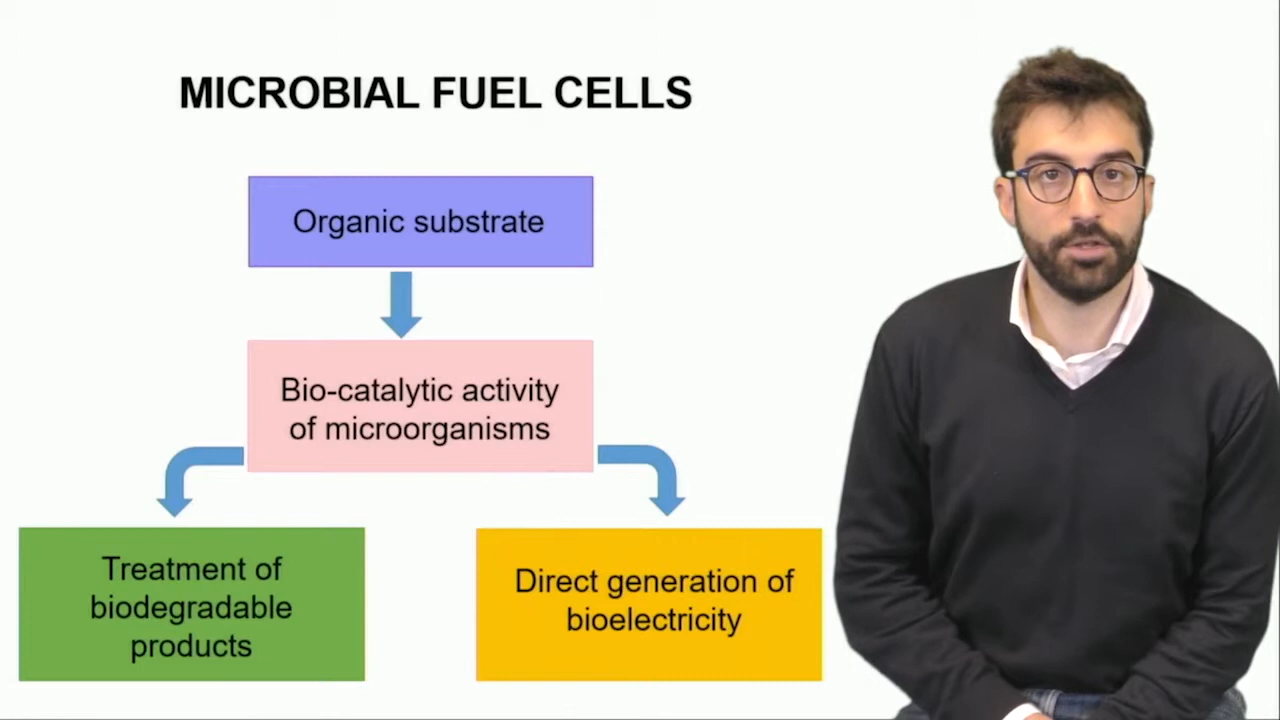 MICROBIAL FUEL CELLS
Organic substrate
Bio-catalytic activity
of microorganisms
Treatment of
biodegradable
products
Direct generation of
bioelectricity